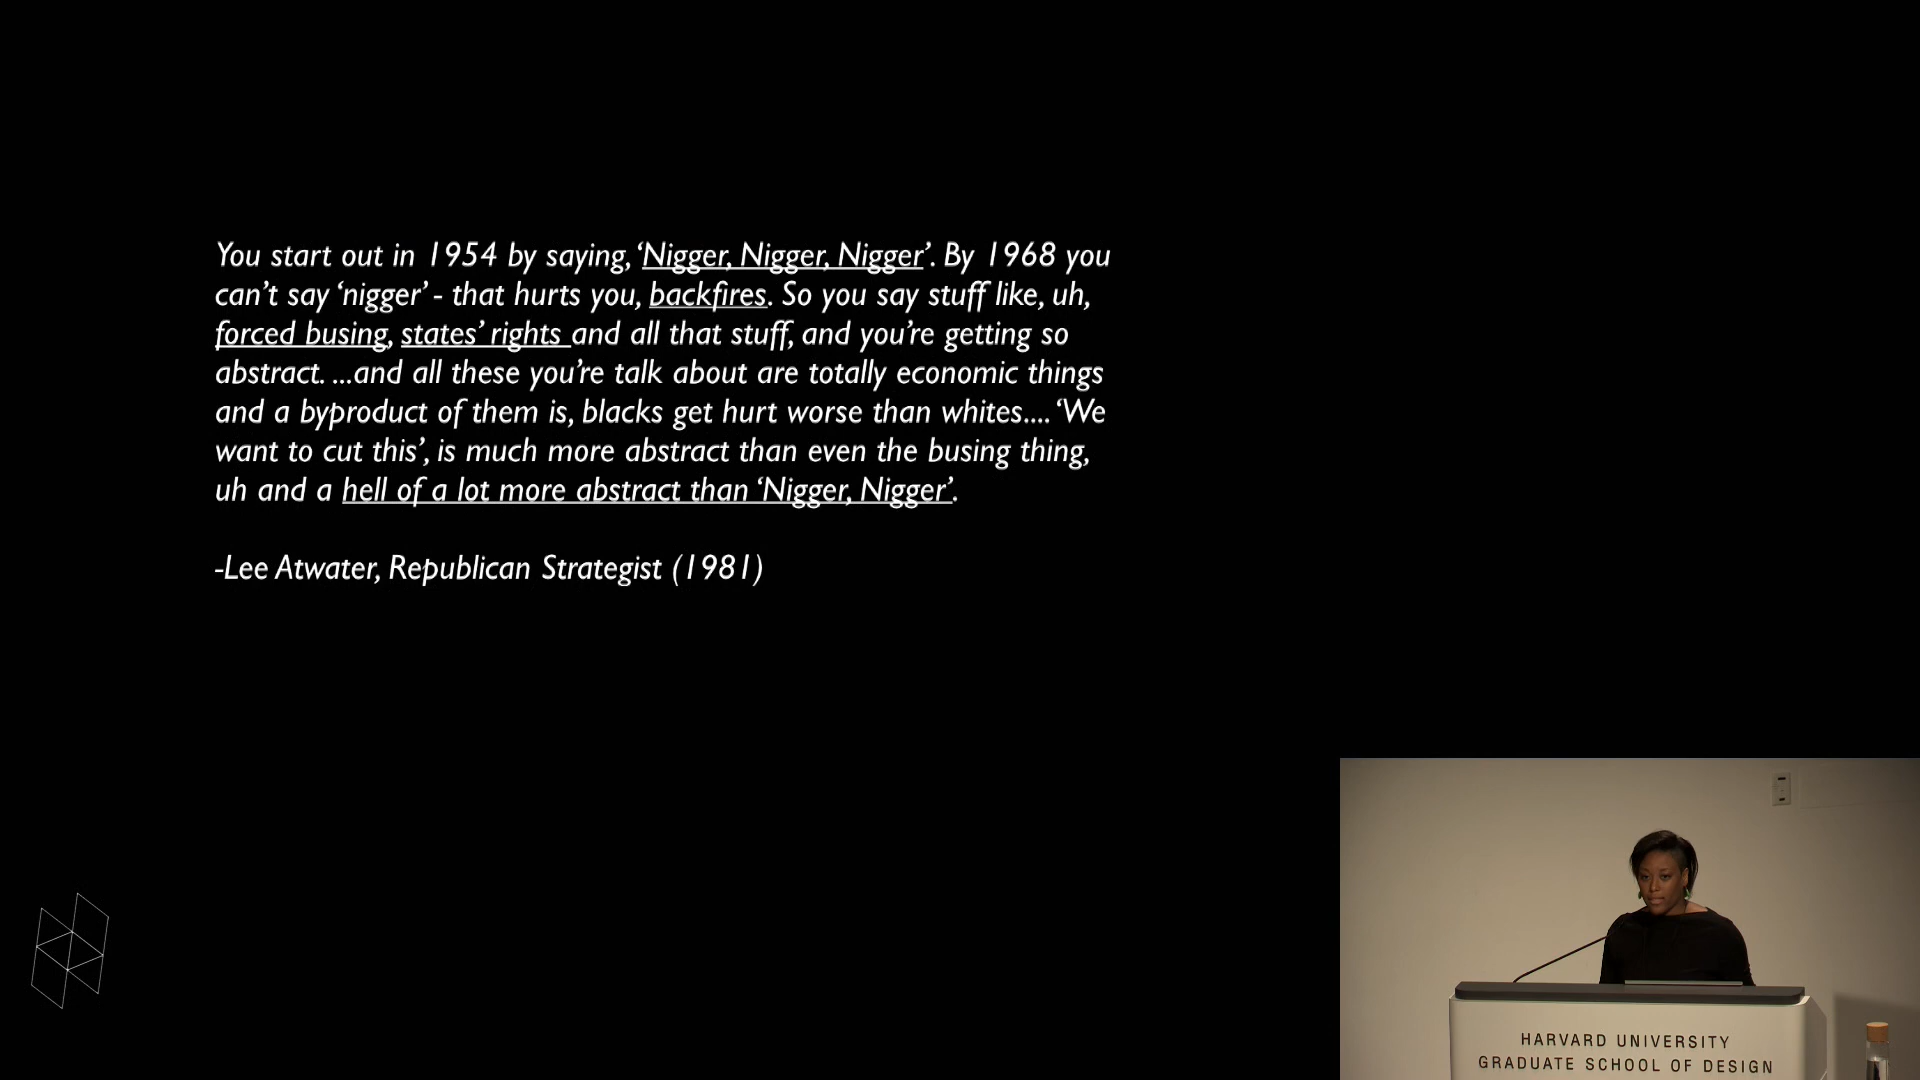 You start out in 1954 by saying, ‘Nigger, Nigger, Nigger’. By 1968 you
can’t say ‘nigger’ - that hurts you, backfires. So you say stuff like, uh,
forced busing, states’ rights and all that stuff, and you’re getting so
abstract. ...and all these you’re talk about are totally economic things
and a byproduct of them is, blacks get hurt worse than whites.... ‘We
want to cut this’, is much more abstract than even the busing thing,
uh and a hell of a lot more abstract than ‘Nigger, Nigger’.
-Lee Atwater, Republican Strategist (1981)
HARVARD UNIVERSITY
GRADUATE SCHOOL OF DESIGN